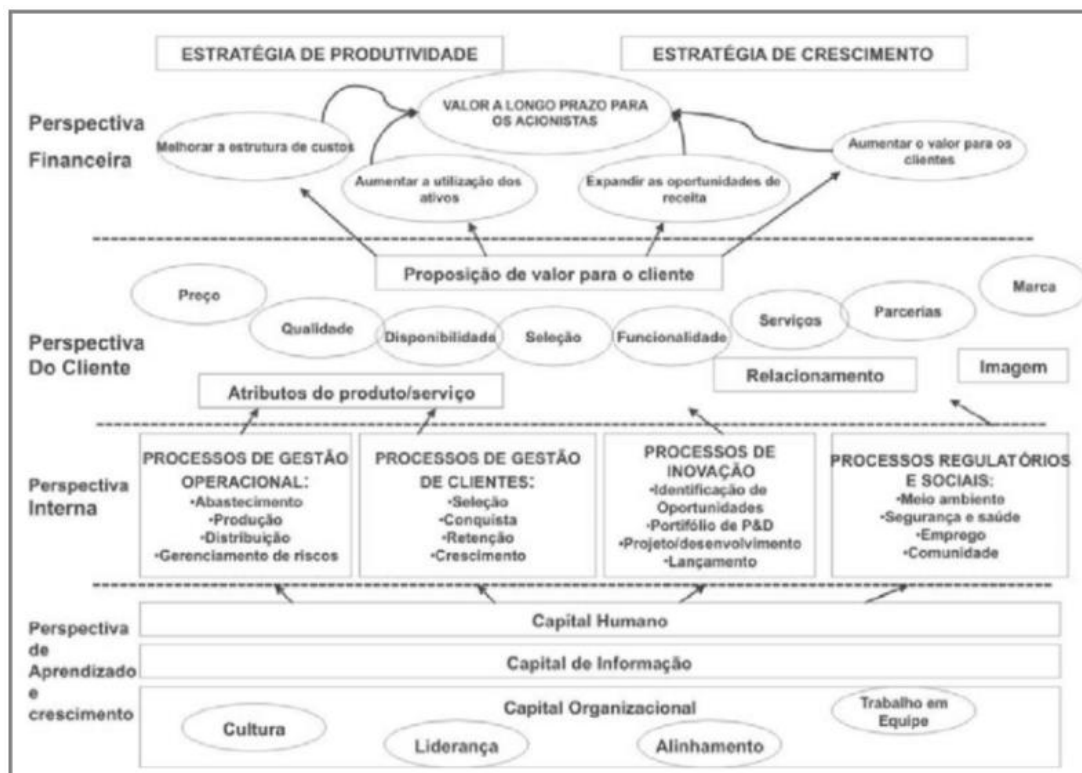 ESTRATÉGIA DE PRODUTIVIDADE
ESTRATÉGIA DE CRESCIMENTO
Perspectiva
Financeira
VALOR A LONGO PRAZO PARA
OS ACIONISTAS
Melhorar a estrutura de custos
Aumentar a utilização dos
ativos
Expandir as oportunidades de
receita
Aumentar o valor para os
clientes
Proposição de valor para o cliente
Perspectiva
Do Cliente
Preço
Qualidade
Disponibilidade
Seleção
Funcionalidade
Serviços
Parcerias
Marca
Atributos do produto/serviço
Relacionamento
Imagem
Perspectiva
Interna
PROCESSOS DE GESTÃO
OPERACIONAL:
•Abastecimento
•Produção
•Distribuição
•Gerenciamento de riscos
PROCESSOS DE GESTÃO
DE CLIENTES:
•Seleção
•Conquista
•Retenção
•Crescimento
PROCESSOS DE
INOVAÇÃO
•Identificação de
Oportunidades
•Portifólio de P&D
•Projeto/desenvolvimento
•Lançamento
PROCESSOS REGULATÓRIOS
E SOCIAIS:
•Meio ambiente
•Segurança e saúde
•Emprego
•Comunidade
Perspectiva
de
Aprendizado
e
crescimento
Capital Humano
Capital de Informação
Capital Organizacional
Cultura
Liderança
Alinhamento
Trabalho em
Equipe